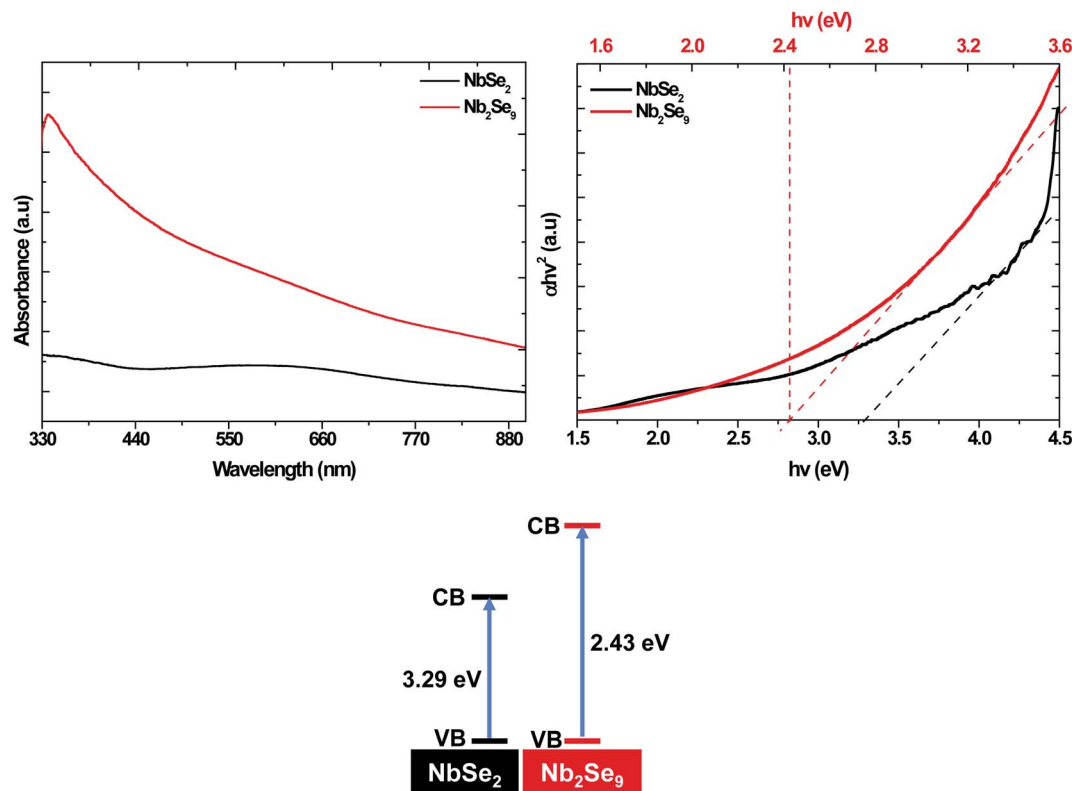 NbSe₂
Nb₂Se₉
Absorbance (a.u)
330 440 550 660 770 880
Wavelength (nm)
hv (eV)
1.6 2.0 2.4 2.8 3.2 3.6
NbSe₂
Nb₂Se₉
αhv² (a.u)
1.5 2.0 2.5 3.0 3.5 4.0 4.5
hv (eV)
CB
CB
2.43 eV
3.29 eV
VB
VB
NbSe₂
Nb₂Se₉